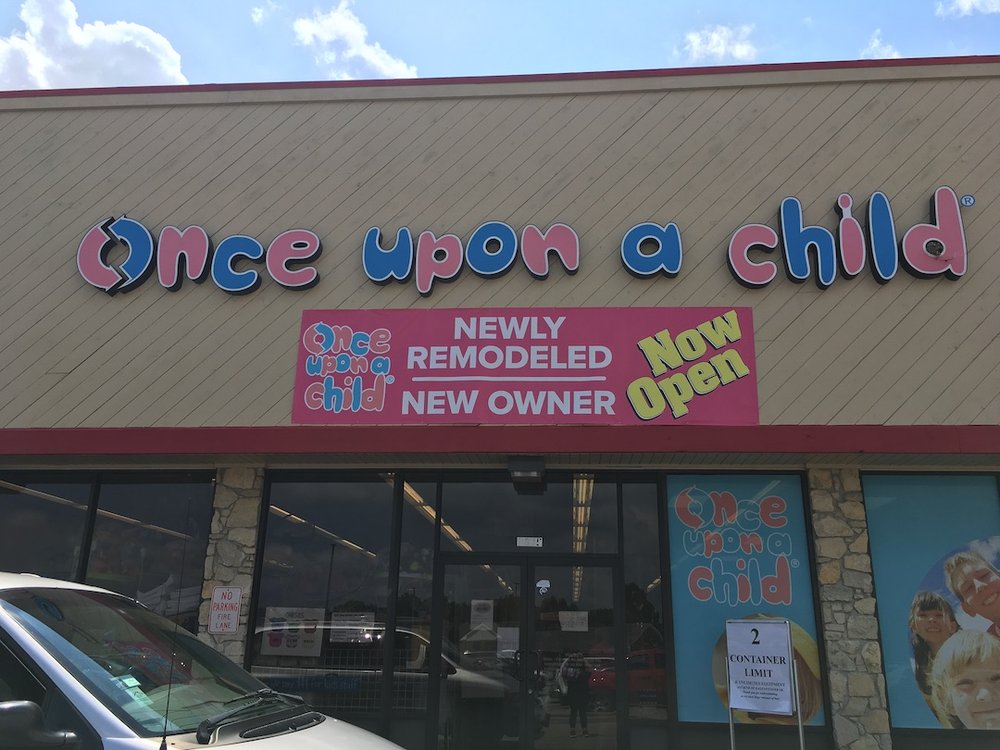 Once upon a child®
Once
upon a
child®
NEWLY
REMODELED
NEW OWNER
Now
Open
Once
upon a
child®
NO
PARKING
FIRE
LANE
2
CONTAINER
LIMIT